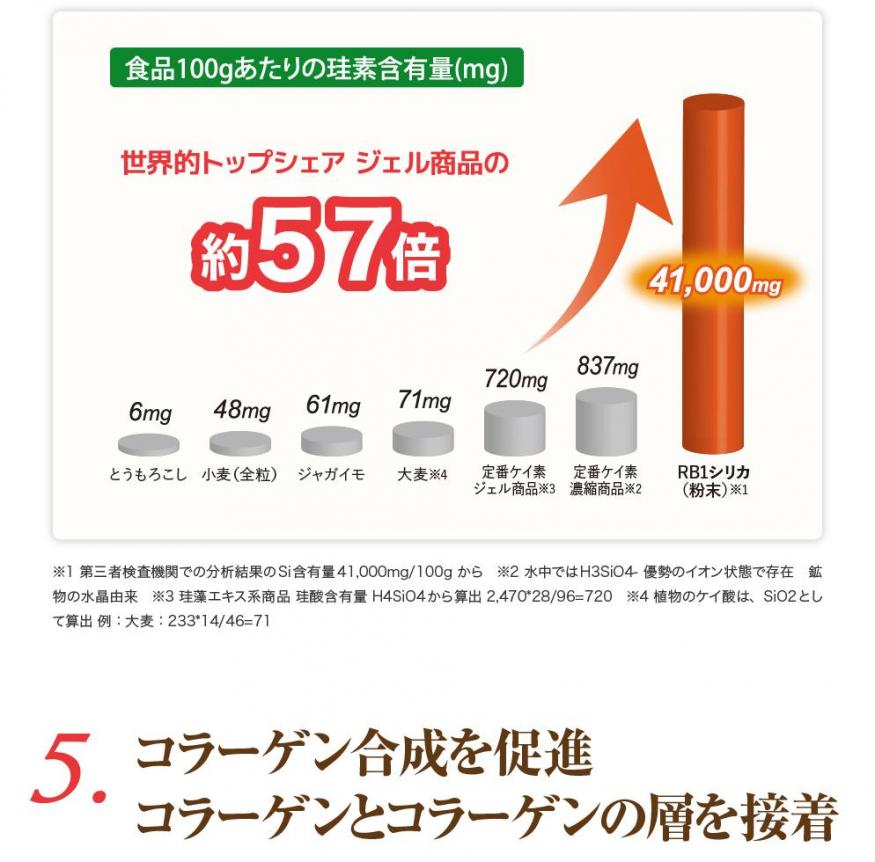 食品100gあたりの珪素含有量(mg)
世界的トップシェア ジェル商品の
約57倍
41,000mg
6mg
48mg
61mg
71mg
720mg
837mg
とうもろこし
小麦(全粒)
ジャガイモ
大麦※4
定番ケイ素
ジェル商品※3
定番ケイ素
濃縮商品※2
RB1シリカ
(粉末)※1
※1 第三者検査機関での分析結果のSi含有量41,000mg/100g から ※2 水中ではH3SiO4- 優勢のイオン状態で存在 鉱
物の水晶由来 ※3 珪藻エキス系商品 珪酸含有量 H4SiO4から算出 2,470*28/96=720 ※4 植物のケイ酸は、SiO2とし
て算出 例:大麦:233*14/46=71
5. コラーゲン合成を促進
コラーゲンとコラーゲンの層を接着